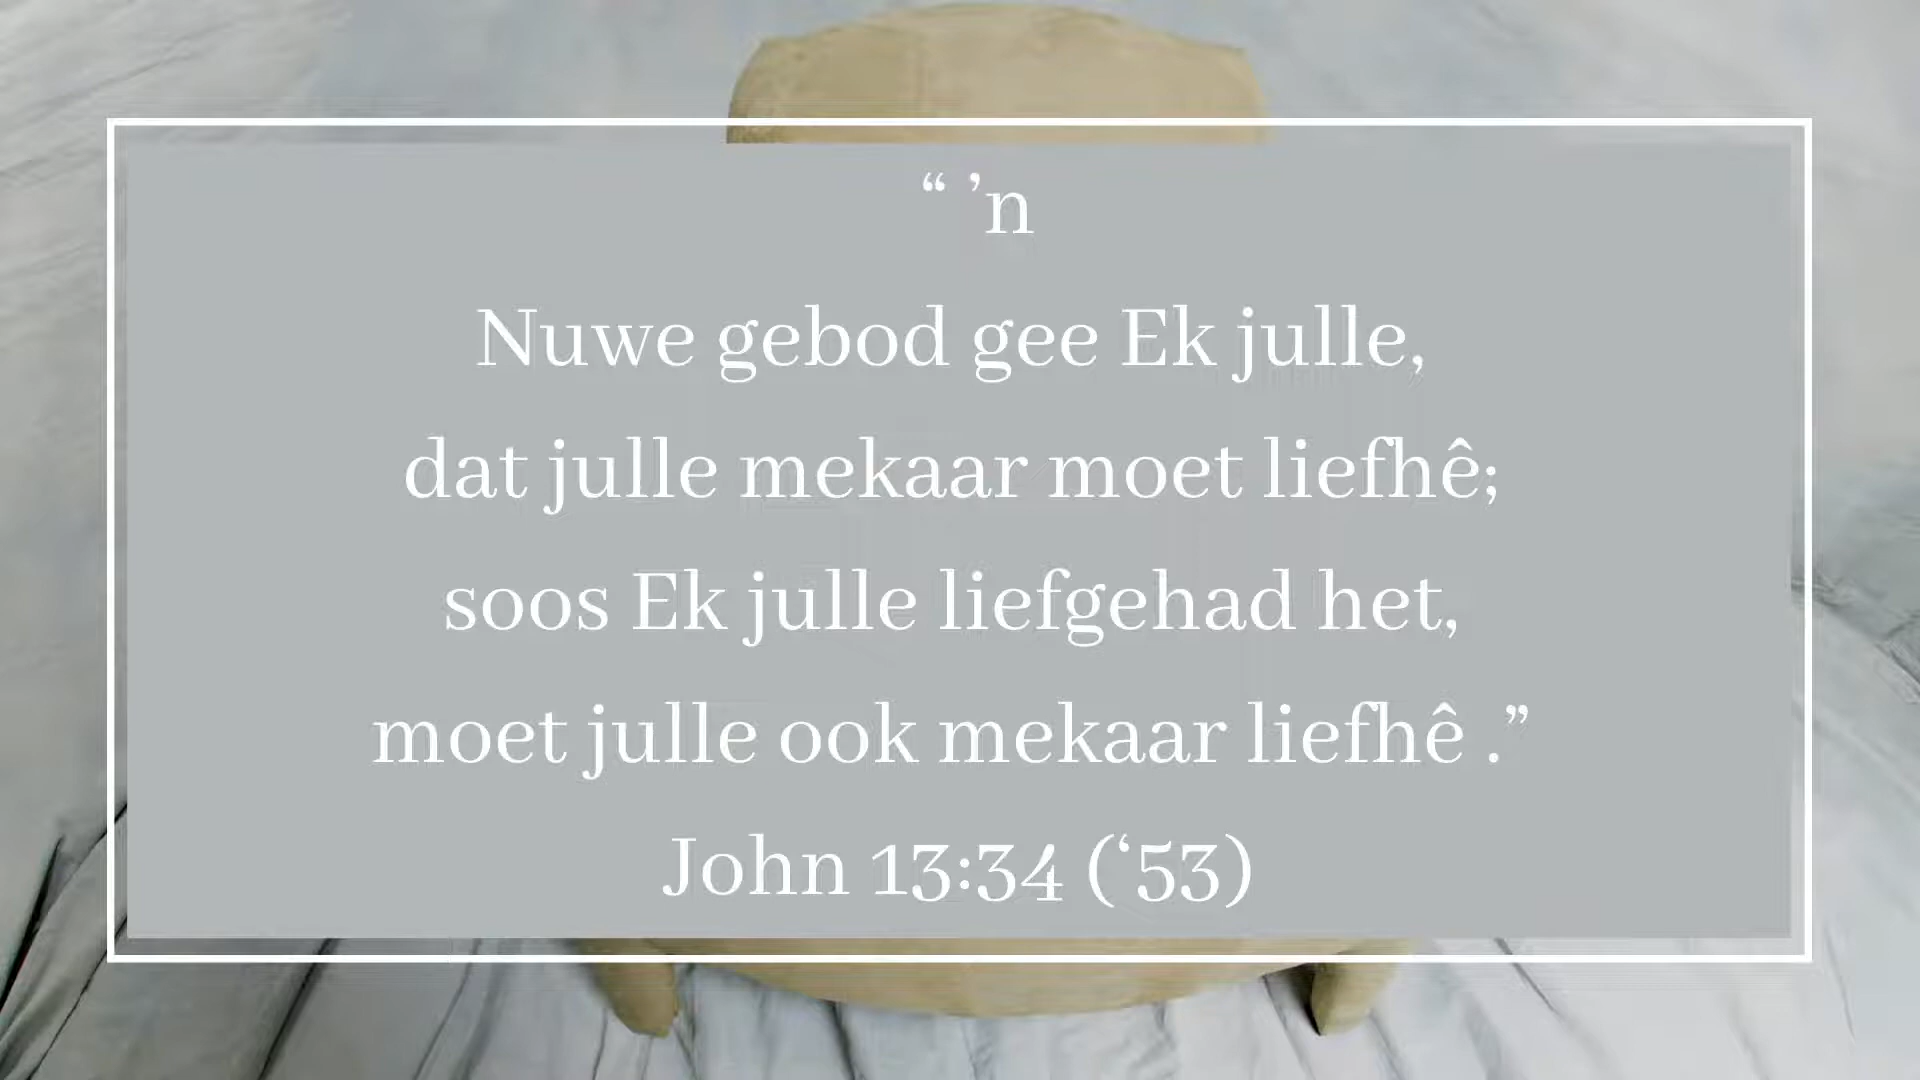 “ ’n
Nuwe gebod gee Ek julle,
dat julle mekaar moet liefhê;
soos Ek julle liefgehad het,
moet julle ook mekaar liefhê .”
John 13:34 (‘53)